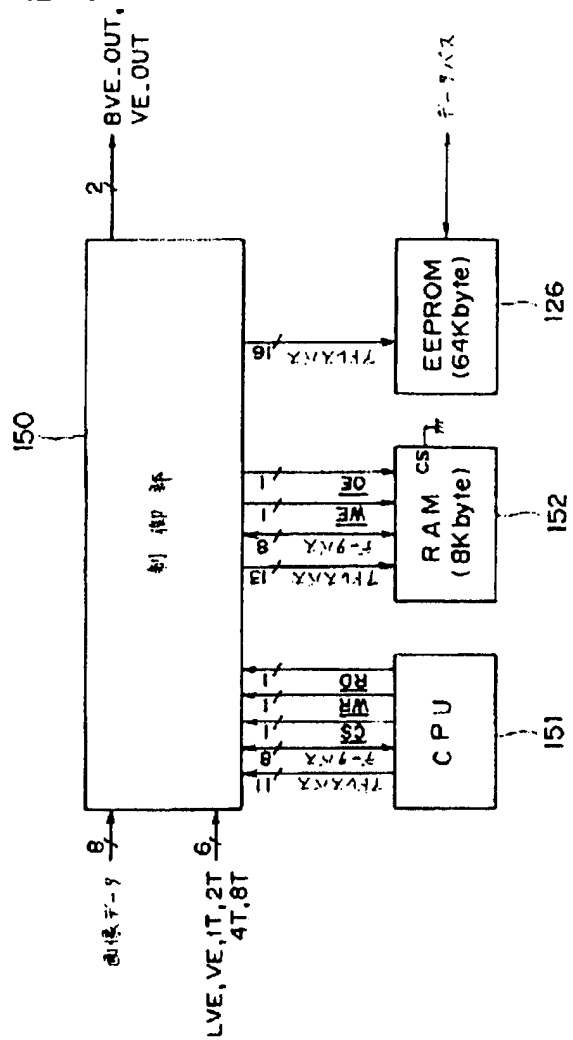 150
制御部
画像データ
8
LVE, VE, 1T, 2T
4T, 8T
6
2
8VE_OUT,
VE_OUT
11
アドレスバス
8
データバス
1
CS
1
WR
1
RD
13
アドレスバス
8
データバス
1
WE
1
OE
16
アドレスバス
CPU
151
RAM
(8Kbyte)
CS
152
EEPROM
(64Kbyte)
126
データバス